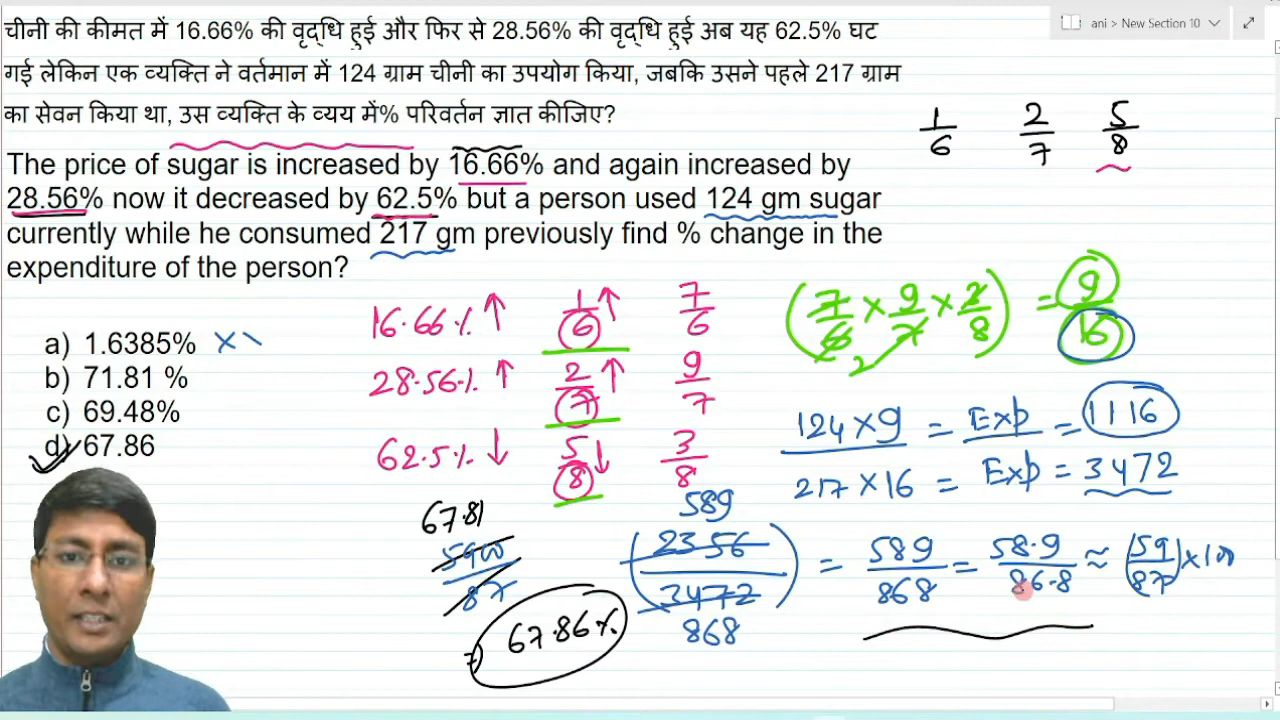 चीनी की कीमत में 16.66% की वृद्धि हुई और फिर से 28.56% की वृद्धि हुई अब यह 62.5% घट
गई लेकिन एक व्यक्ति ने वर्तमान में 124 ग्राम चीनी का उपयोग किया, जबकि उसने पहले 217 ग्राम
का सेवन किया था, उस व्यक्ति के व्यय में% परिवर्तन ज्ञात कीजिए?
ani > New Section 10
1/6 2/7 5/8
The price of sugar is increased by 16.66% and again increased by
28.56% now it decreased by 62.5% but a person used 124 gm sugar
currently while he consumed 217 gm previously find % change in the
expenditure of the person?
a) 1.6385%
b) 71.81 %
c) 69.48%
d) 67.86
16.66% ↑ 1/6 ↑ 7/6
28.56% ↑ 2/7 ↑ 9/7
62.5% ↓ 5/8 ↓ 3/8
= 9/16
124×9 = Exp = 1116
217×16 = Exp = 3472
589
2356/3472 = 589/868 = 58.9/86.8 ≈ (59/87)×100
868
67.81
5900/87
67.86%